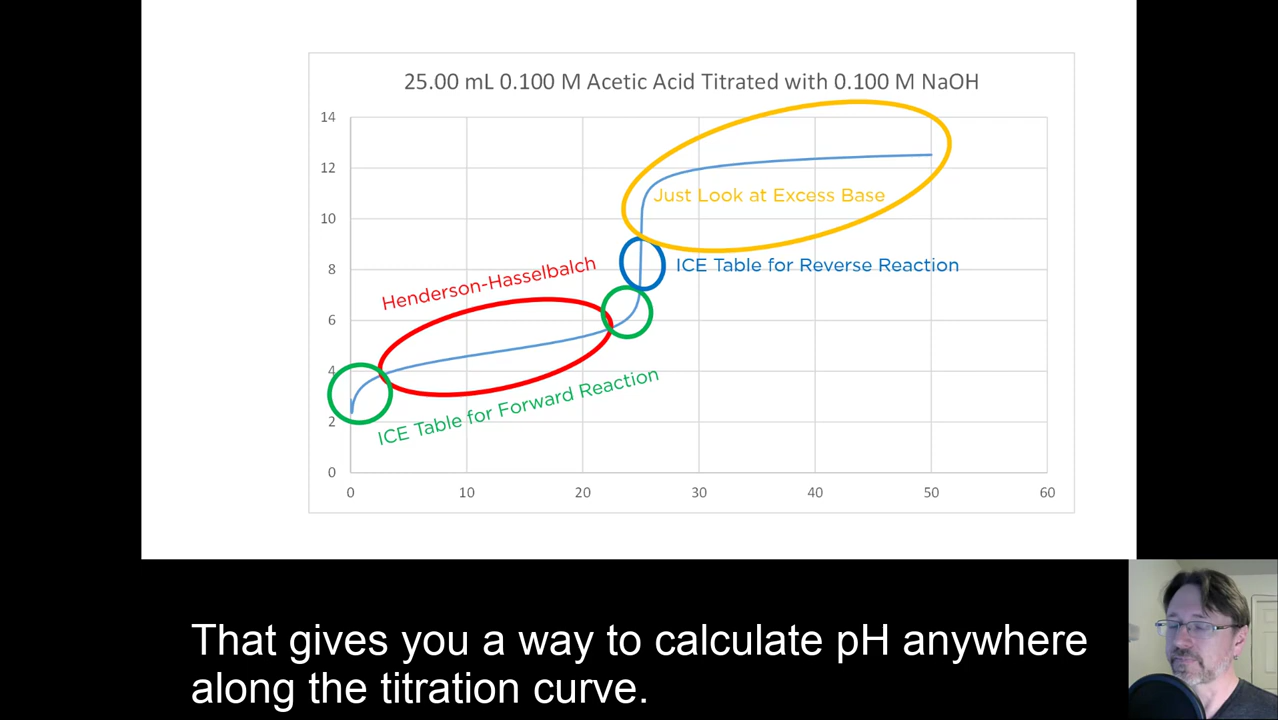 25.00 mL 0.100 M Acetic Acid Titrated with 0.100 M NaOH
14
12
Just Look at Excess Base
10
Henderson-Hasselbalch
ICE Table for Reverse Reaction
8
6
4
ICE Table for Forward Reaction
2
0
0 10 20 30 40 50 60
That gives you a way to calculate pH anywhere
along the titration curve.